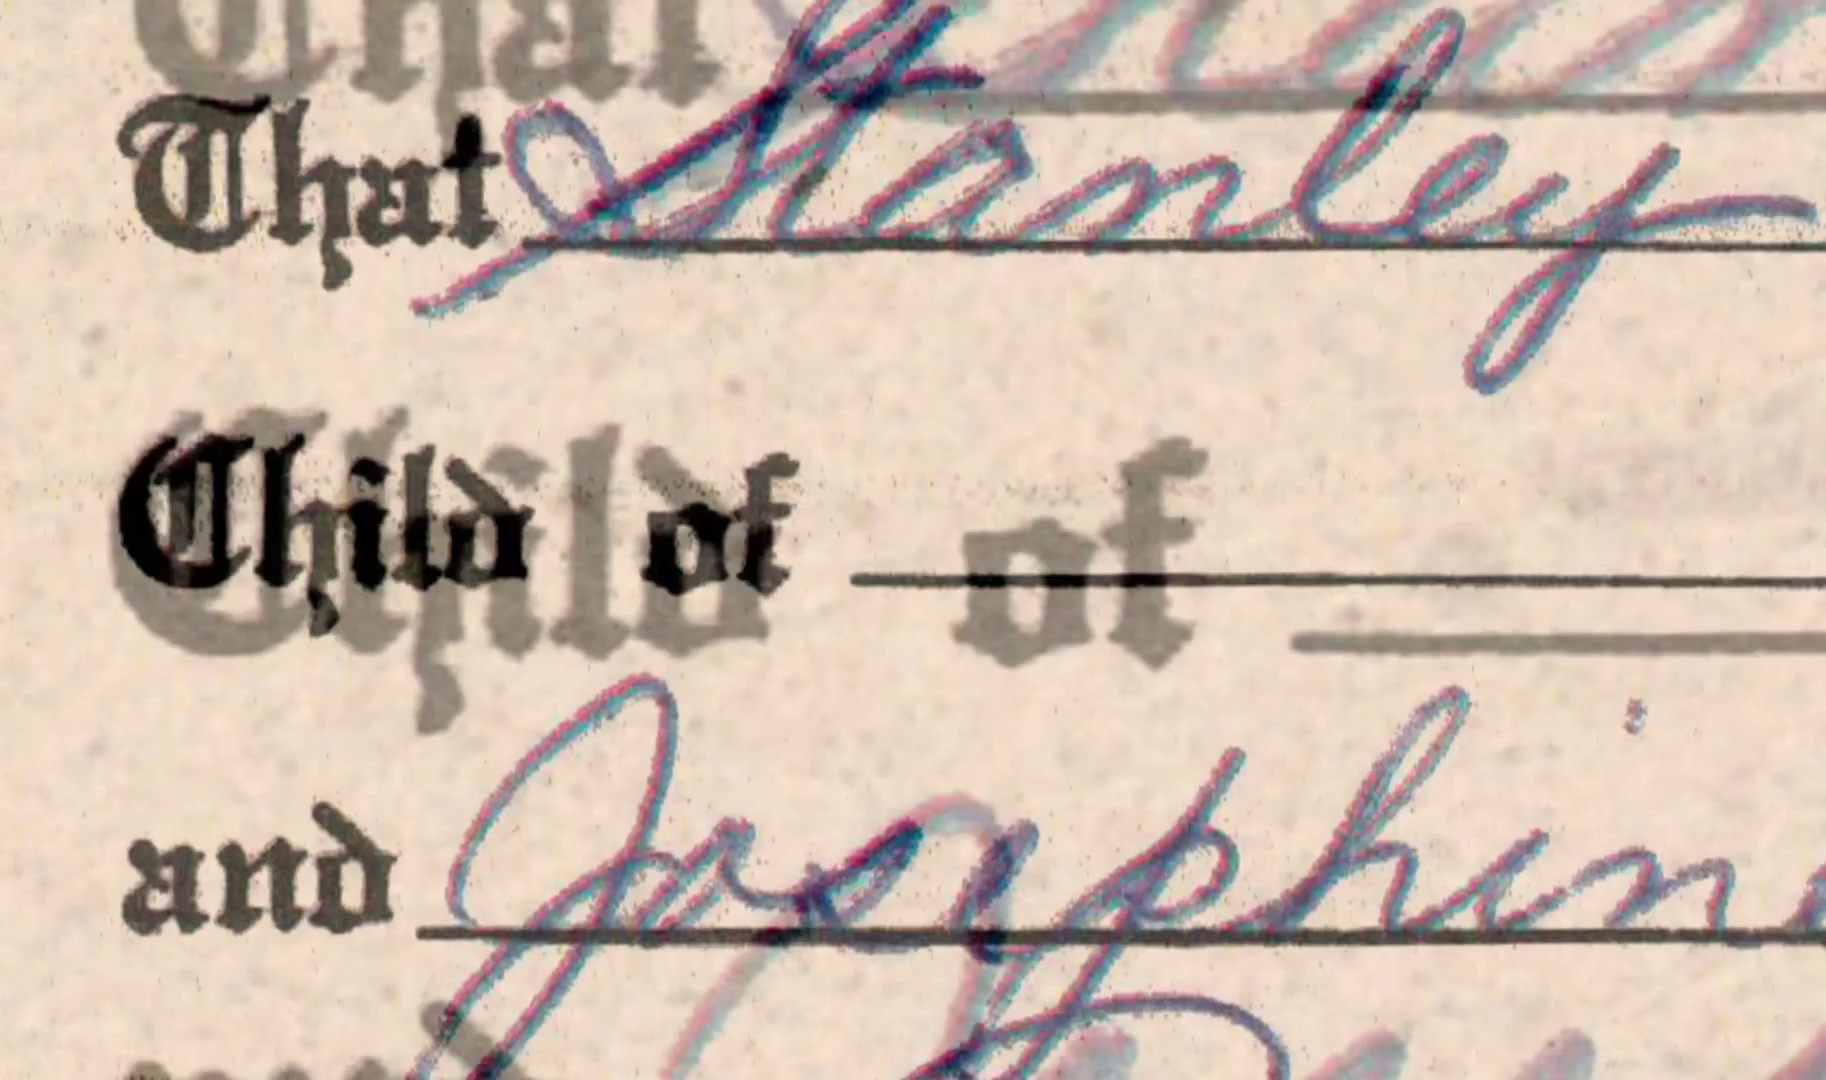 That Stanley
Child of
and Josephine